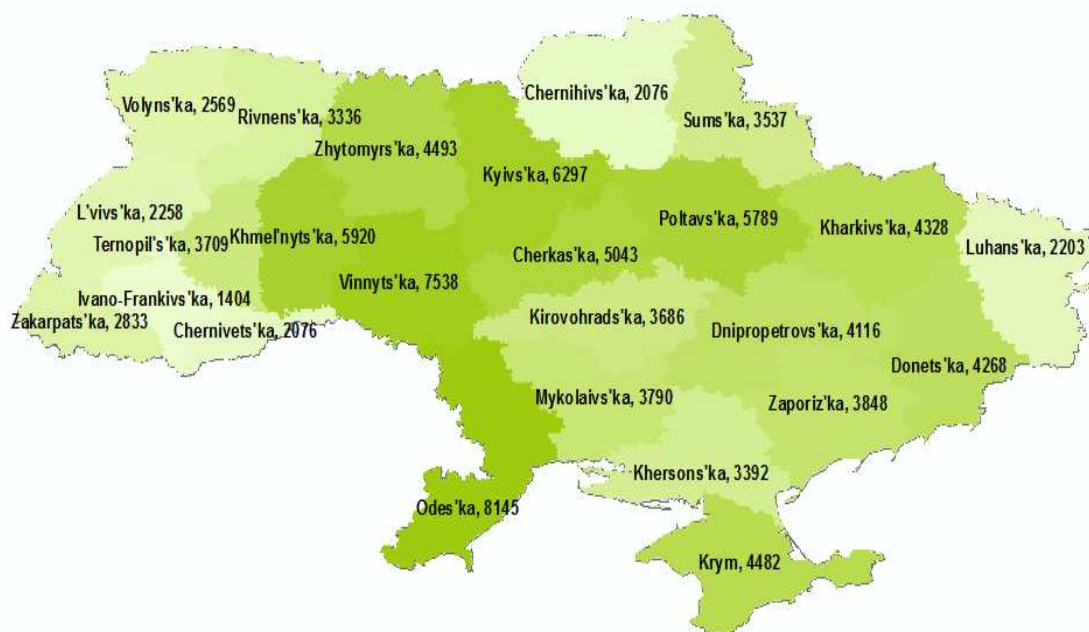 Chernihivs'ka, 2076
Volyns'ka, 2569
Rivnens'ka, 3336
Sums'ka, 3537
Zhytomyrs'ka, 4493
Kyivs'ka, 6297
L'vivs'ka, 2258
Poltavs'ka, 5789
Kharkivs'ka, 4328
Khmel'nyts'ka, 5920
Ternopil's'ka, 3709
Cherkas'ka, 5043
Luhans'ka, 2203
Vinnyts'ka, 7538
Ivano-Frankivs'ka, 1404
Zakarpats'ka, 2833
Chernivets'ka, 2076
Kirovohrads'ka, 3686
Dnipropetrovs'ka, 4116
Donets'ka, 4268
Mykolaivs'ka, 3790
Zaporiz'ka, 3848
Khersons'ka, 3392
Odes'ka, 8145
Krym, 4482